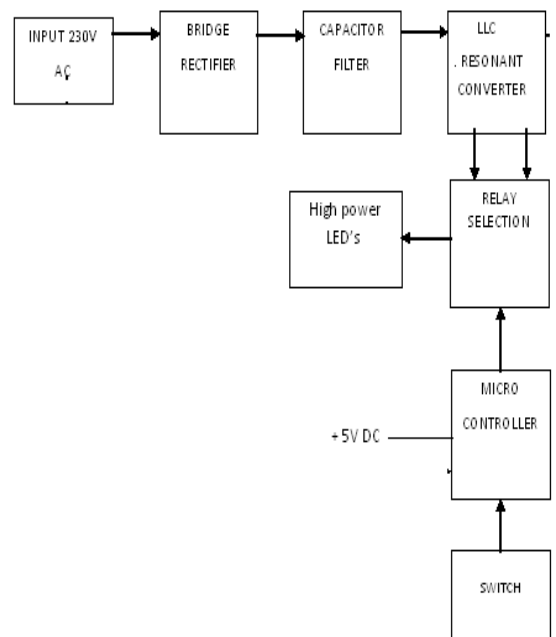 INPUT 230V
AC
BRIDGE
RECTIFIER
CAPACITOR
FILTER
LLC
. RESONANT
CONVERTER
High power
LED's
RELAY
SELECTION
MICRO
CONTROLLER
+5V DC
SWITCH